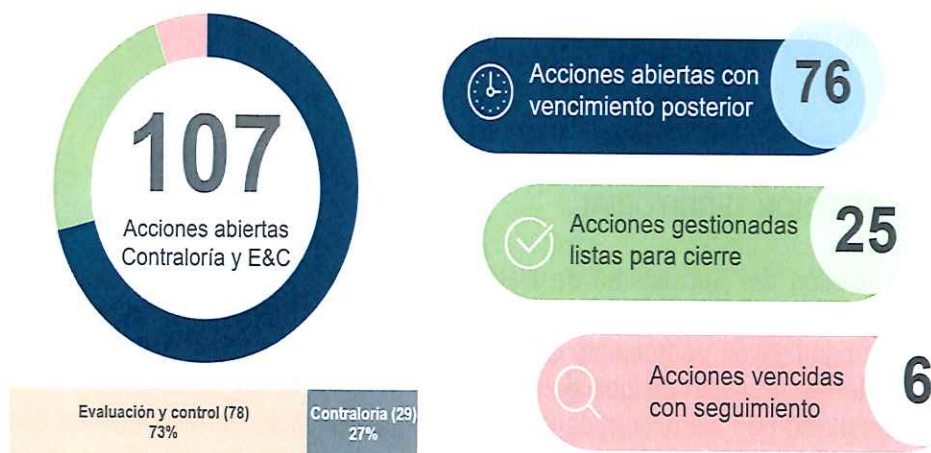 107
Acciones abiertas
Contraloría y E&C
Evaluación y control (78)
73%
Contraloría (29)
27%
Acciones abiertas con
vencimiento posterior
76
Acciones gestionadas
listas para cierre
25
Acciones vencidas
con seguimiento
6